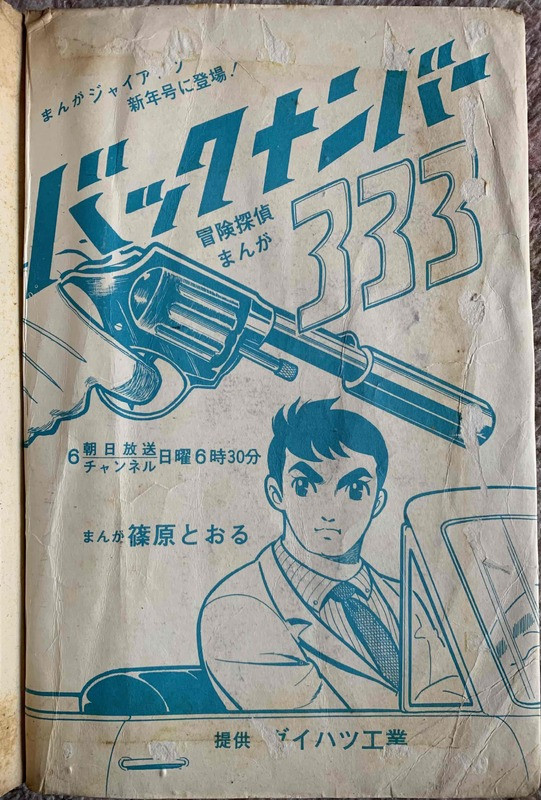 まんがジャイアンツ
新年号に登場!
バックナンバー
冒険探偵
まんが
333
6朝日放送
チャンネル日曜6時30分
まんが篠原とおる
提供 ダイハツ工業